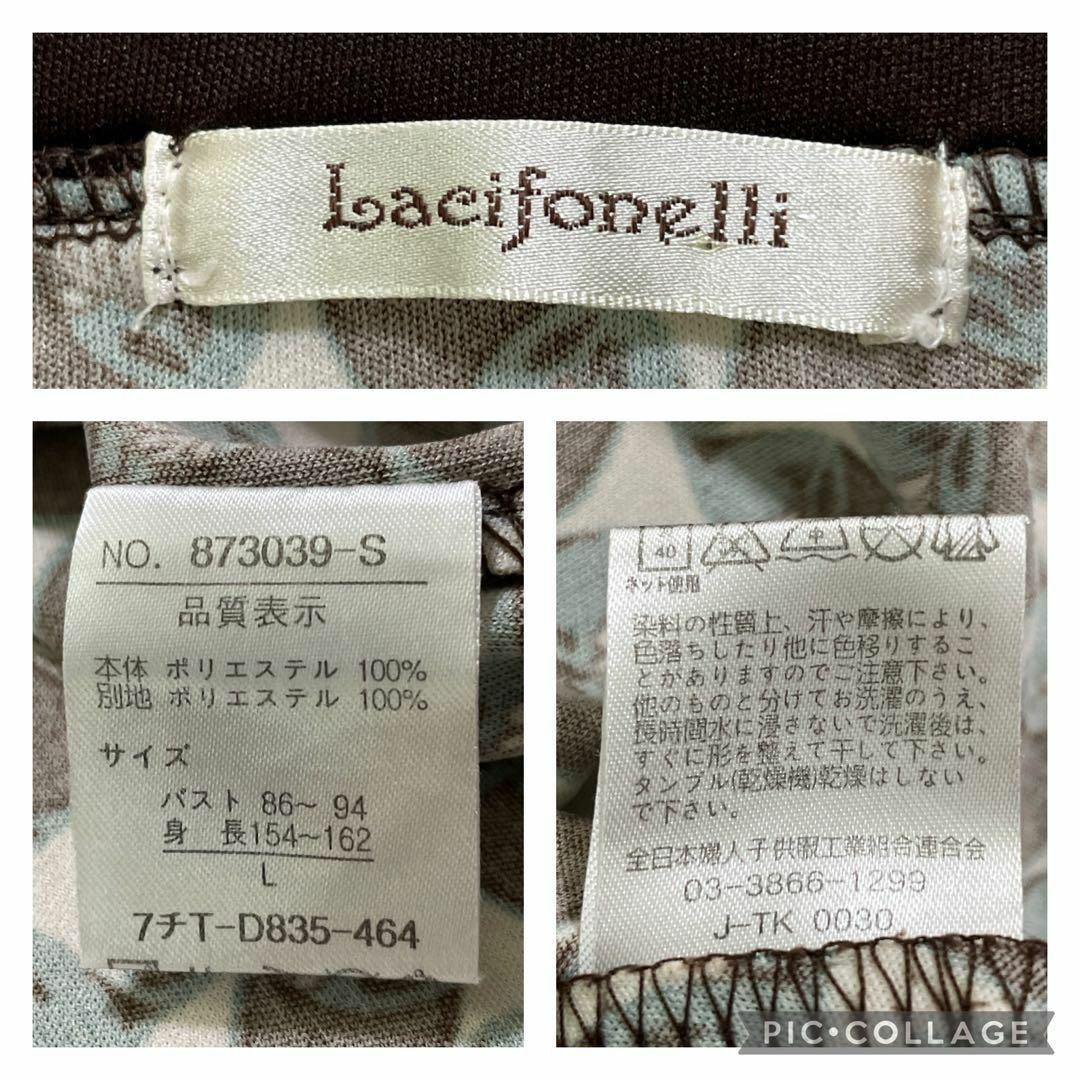 Lacifonelli
NO. 873039-S
品質表示
本体 ポリエステル 100%
別地 ポリエステル 100%
サイズ
バスト 86~ 94
身 長154~162
L
7チT-D835-464
40 中
ネット使用
染料の性質上、汗や摩擦により、
色落ちしたり他に色移りするこ
とがありますのでご注意下さい。
他のものと分けてお洗濯のうえ、
長時間水に浸さないで洗濯後は、
すぐに形を整えて干して下さい。
タンブル(乾燥機)乾燥はしない
で下さい。
全日本婦人子供服工業組合連合会
03-3866-1299
J-TK 0030
PIC•COLLAGE